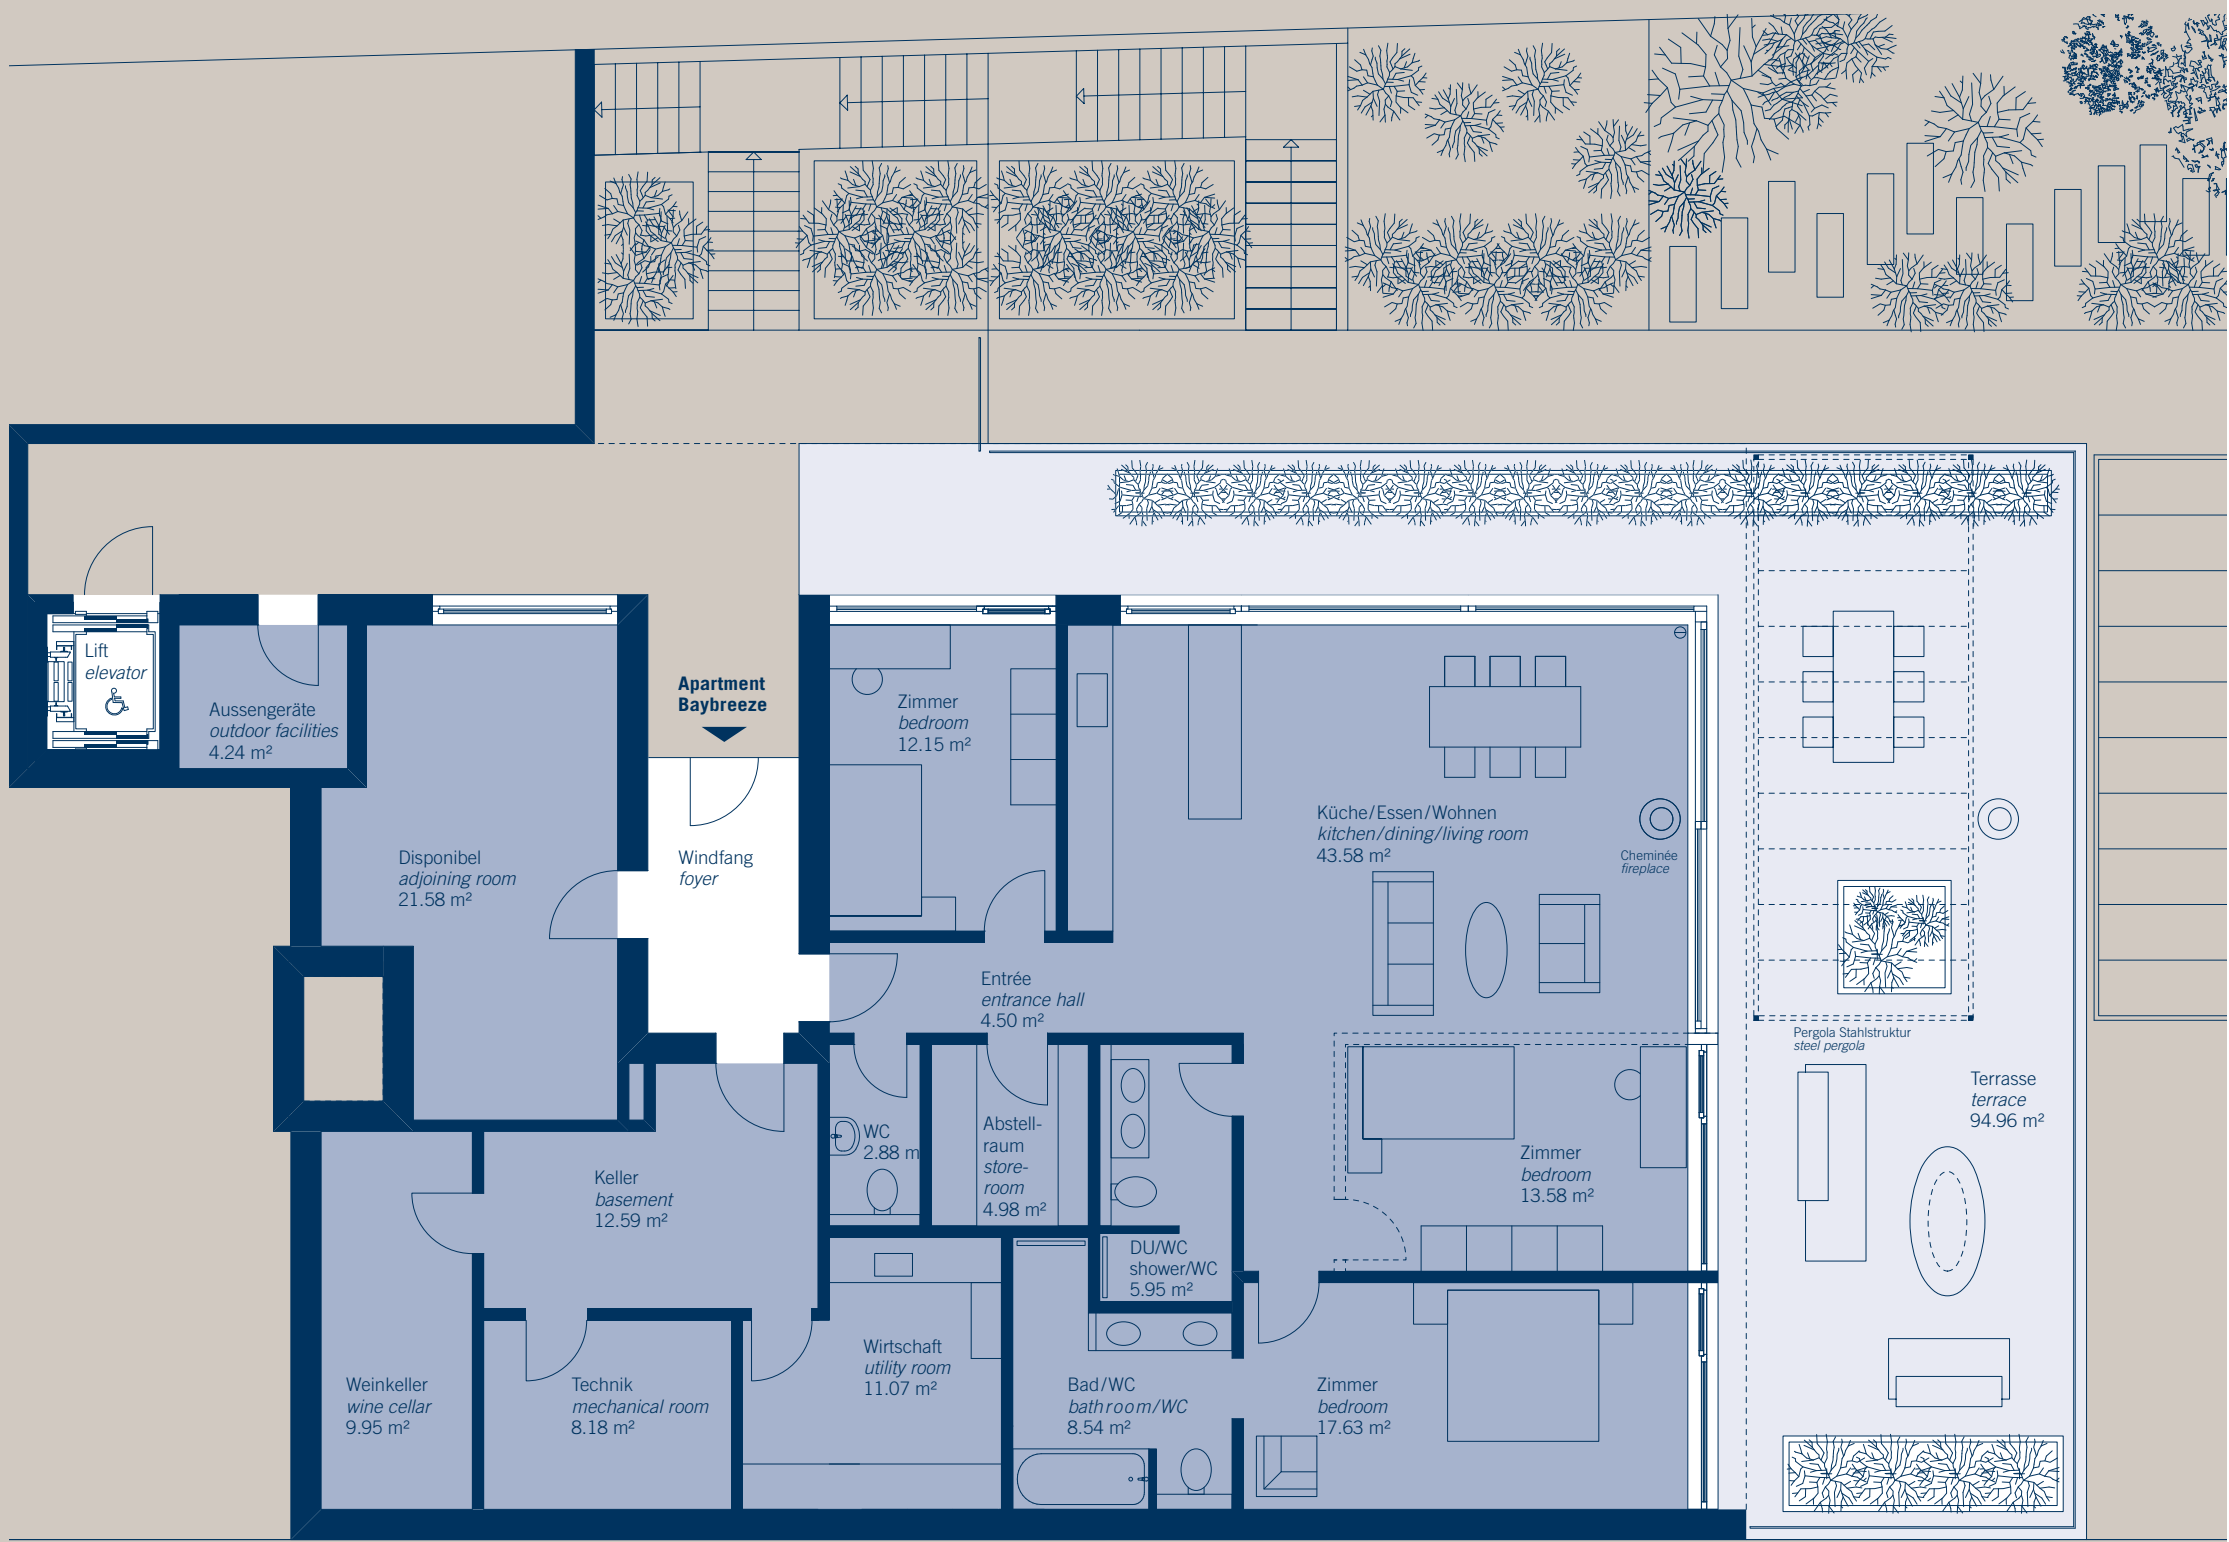 Lift
elevator
Aussengeräte
outdoor facilities
4.24 m²
Apartment
Baybreeze
Zimmer
bedroom
12.15 m²
Küche/Essen/Wohnen
kitchen/dining/living room
43.58 m²
Cheminée
fireplace
Disponibel
adjoining room
21.58 m²
Windfang
foyer
Entrée
entrance hall
4.50 m²
Pergola Stahlstruktur
steel pergola
Terrasse
terrace
94.96 m²
WC
2.88 m
Abstell-
raum
store-
room
4.98 m²
Zimmer
bedroom
13.58 m²
Keller
basement
12.59 m²
DU/WC
shower/WC
5.95 m²
Wirtschaft
utility room
11.07 m²
Weinkeller
wine cellar
9.95 m²
Technik
mechanical room
8.18 m²
Bad/WC
bathroom/WC
8.54 m²
Zimmer
bedroom
17.63 m²